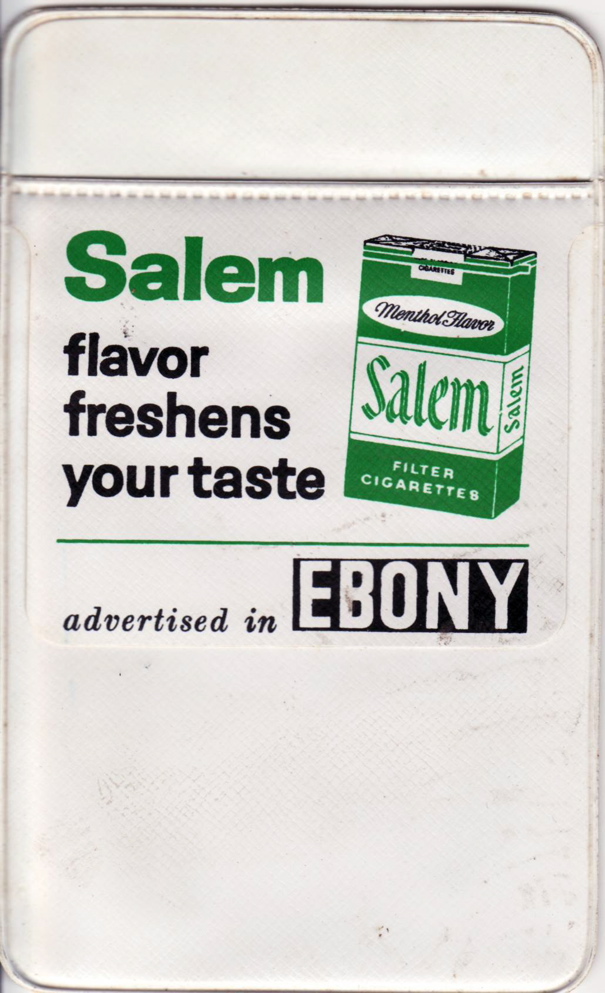 Salem
flavor
freshens
your taste
CIGARETTES
Menthol Flavor
Salem
Salem
FILTER
CIGARETTES
advertised in EBONY